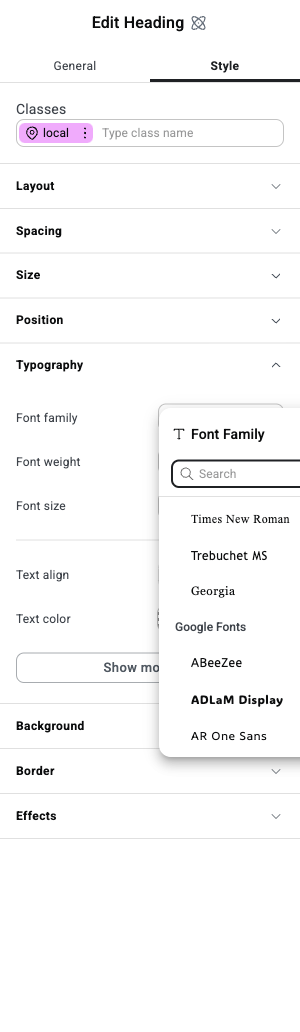 Edit Heading
General
Style
Classes
local
Type class name
Layout
Spacing
Size
Position
Typography
Font family
Font Family
Font weight
Search
Font size
Times New Roman
Trebuchet MS
Text align
Georgia
Text color
Google Fonts
ABeeZee
Show mo
ADLaM Display
Background
AR One Sans
Border
Effects